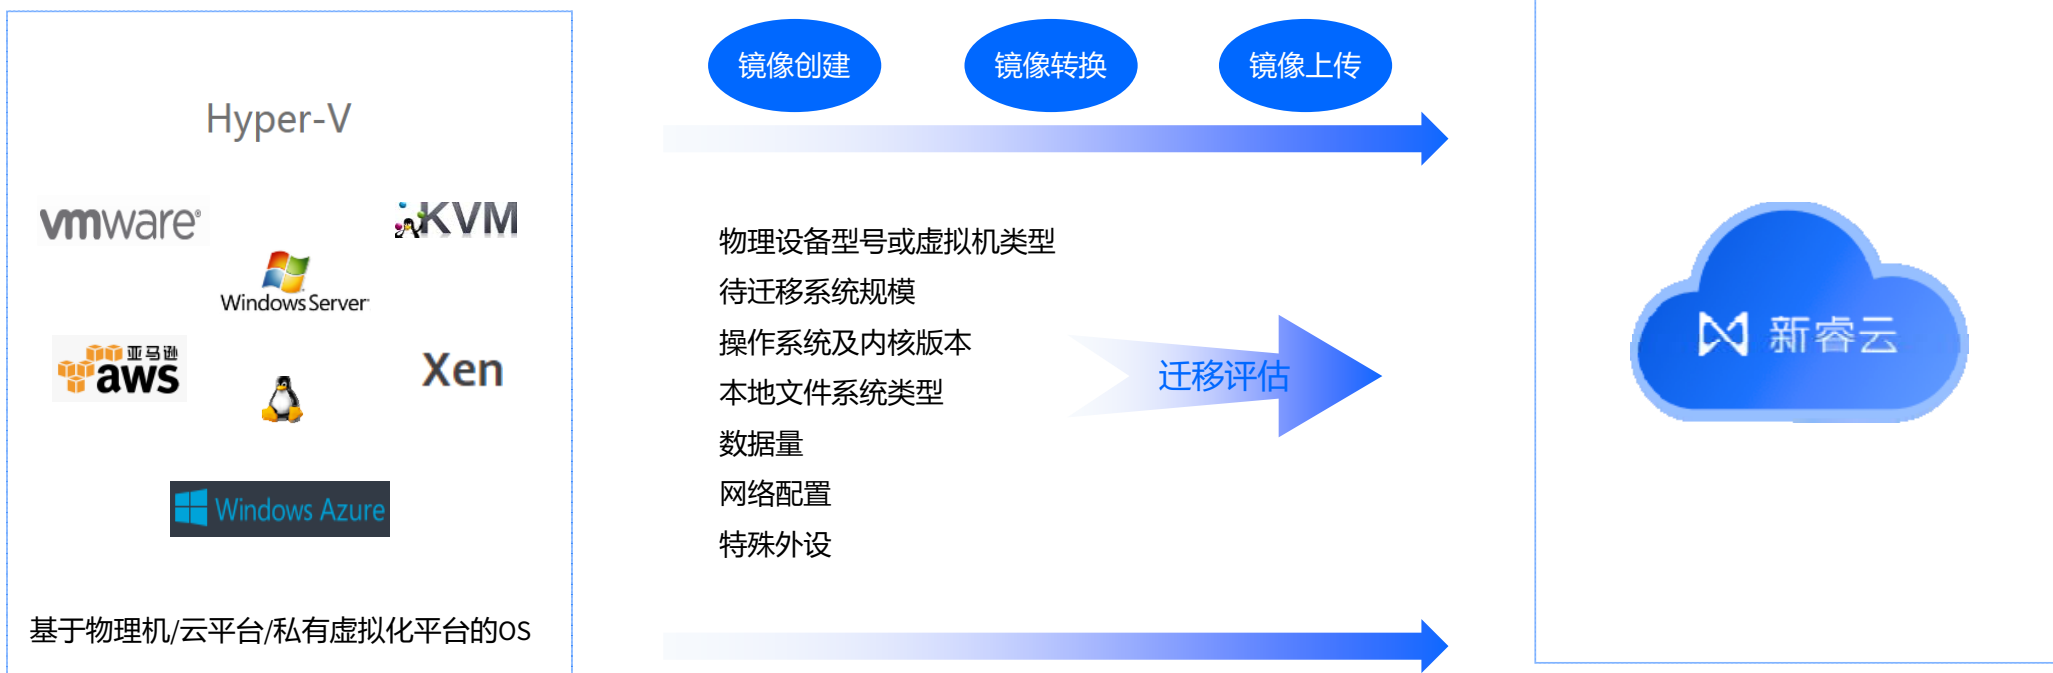 Hyper-V
vmware®
KVM
Windows Server
亚马逊
aws
Xen
Windows Azure
基于物理机/云平台/私有虚拟化平台的OS
镜像创建
镜像转换
镜像上传
物理设备型号或虚拟机类型
待迁移系统规模
操作系统及内核版本
本地文件系统类型
数据量
网络配置
特殊外设
迁移评估
新睿云